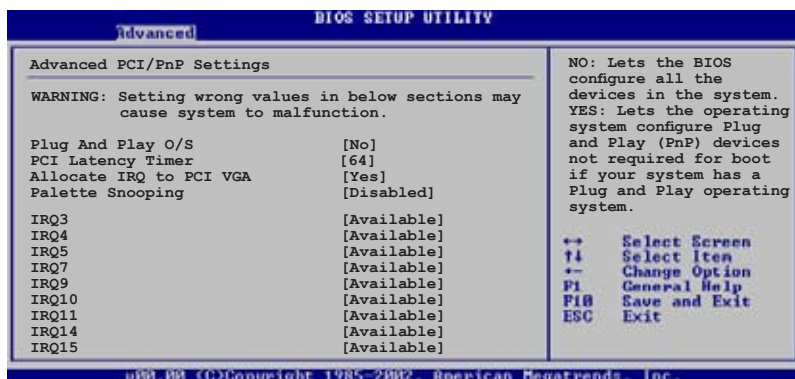 BIOS SETUP UTILITY
Advanced
Advanced PCI/PnP Settings
WARNING: Setting wrong values in below sections may
cause system to malfunction.
Plug And Play O/S [No]
PCI Latency Timer [64]
Allocate IRQ to PCI VGA [Yes]
Palette Snooping [Disabled]
IRQ3 [Available]
IRQ4 [Available]
IRQ5 [Available]
IRQ7 [Available]
IRQ9 [Available]
IRQ10 [Available]
IRQ11 [Available]
IRQ14 [Available]
IRQ15 [Available]
NO: Lets the BIOS
configure all the
devices in the system.
YES: Lets the operating
system configure Plug
and Play (PnP) devices
not required for boot
if your system has a
Plug and Play operating
system.
↔ Select Screen
↑↓ Select Item
+- Change Option
F1 General Help
F10 Save and Exit
ESC Exit
v00.00 (C)Copyright 1985-2002, American Megatrends, Inc.